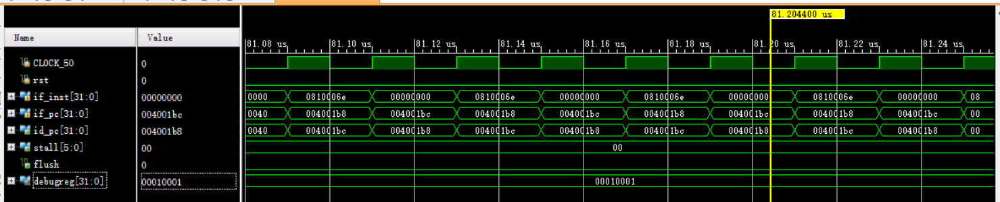 81.204400 us
Name Value
81.08 us 81.10 us 81.12 us 81.14 us 81.16 us 81.18 us 81.20 us 81.22 us 81.24 us
CLOCK_50 0
rst 0
if_inst[31:0] 00000000 0000 0810006e 00000000 0810006e 00000000 0810006e 00000000 0810006e 00000000 08
if_pc[31:0] 004001bc 0040 004001b8 004001bc 004001b8 004001bc 004001b8 004001bc 004001b8 004001bc 00
id_pc[31:0] 004001b8 0040 004001bc 004001b8 004001bc 004001b8 004001bc 004001b8 004001bc 004001b8 00
stall[5:0] 00 00
flush 0
debugreg[31:0] 00010001 00010001